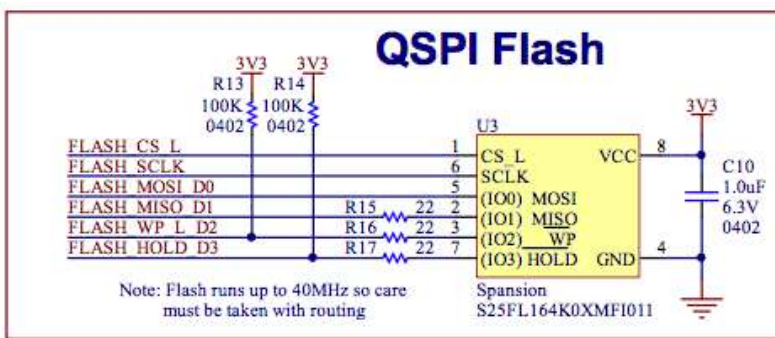 QSPI Flash
3V3 3V3
R13 R14
100K 100K
0402 0402
3V3
U3
FLASH_CS_L 1 CS_L VCC 8
FLASH_SCLK 6 SCLK
FLASH_MOSI_D0 5 (IO0) MOSI
FLASH_MISO_D1 R15 22 2 (IO1) MISO
FLASH_WP_L_D2 R16 22 3 (IO2) WP
FLASH_HOLD_D3 R17 22 7 (IO3) HOLD GND 4
C10
1.0uF
6.3V
0402
Note: Flash runs up to 40MHz so care
must be taken with routing
Spansion
S25FL164K0XMFI011